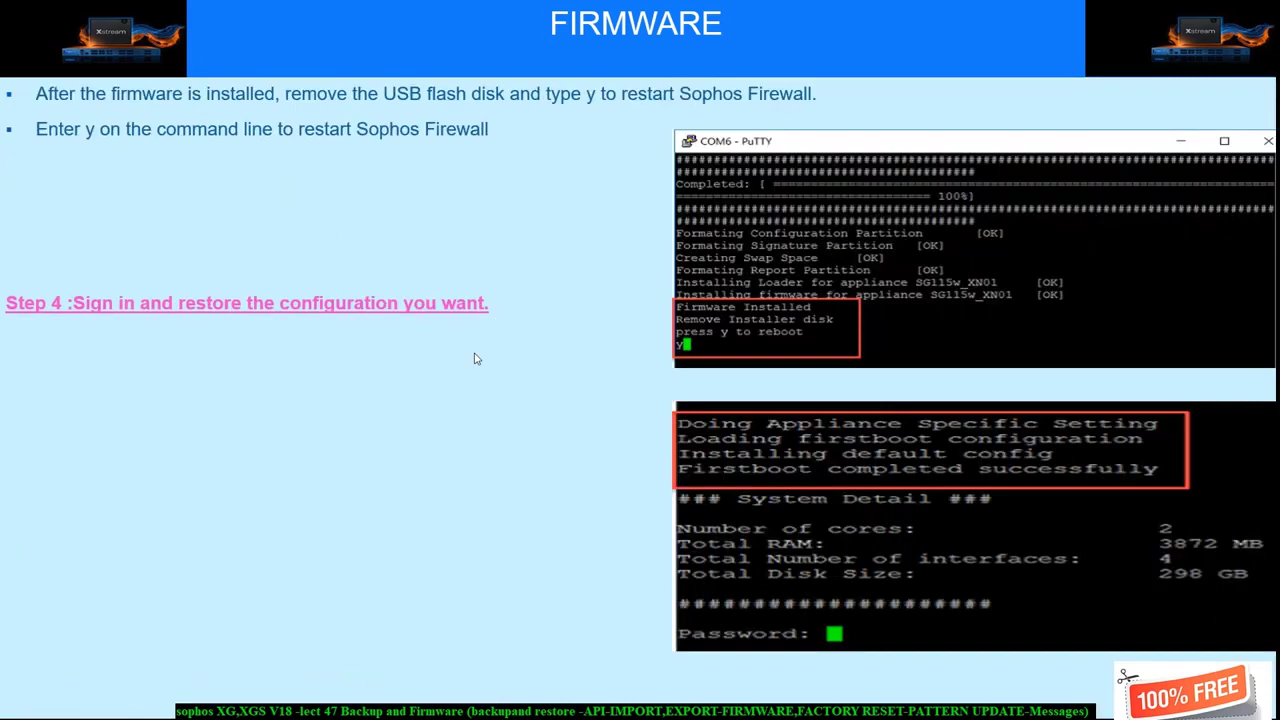 FIRMWARE
Xstream
Xstream
▪ After the firmware is installed, remove the USB flash disk and type y to restart Sophos Firewall.
▪ Enter y on the command line to restart Sophos Firewall
Step 4 :Sign in and restore the configuration you want.
COM6 - PuTTY
Completed: [ ==================================================
============================== 100%]
Formating Configuration Partition [OK]
Formating Signature Partition [OK]
Creating Swap Space [OK]
Formating Report Partition [OK]
Installing Loader for appliance SG115w_XN01 [OK]
Installing firmware for appliance SG115w_XN01 [OK]
Firmware Installed
Remove Installer disk
press y to reboot
y
Doing Appliance Specific Setting
Loading firstboot configuration
Installing default config
Firstboot completed successfully
### System Detail ###
Number of cores: 2
Total RAM: 3872 MB
Total Number of interfaces: 4
Total Disk Size: 298 GB
#####################
Password:
100% FREE
sophos XG,XGS V18 -lect 47 Backup and Firmware (backupand restore -API-IMPORT,EXPORT-FIRMWARE,FACTORY RESET-PATTERN UPDATE-Messages)